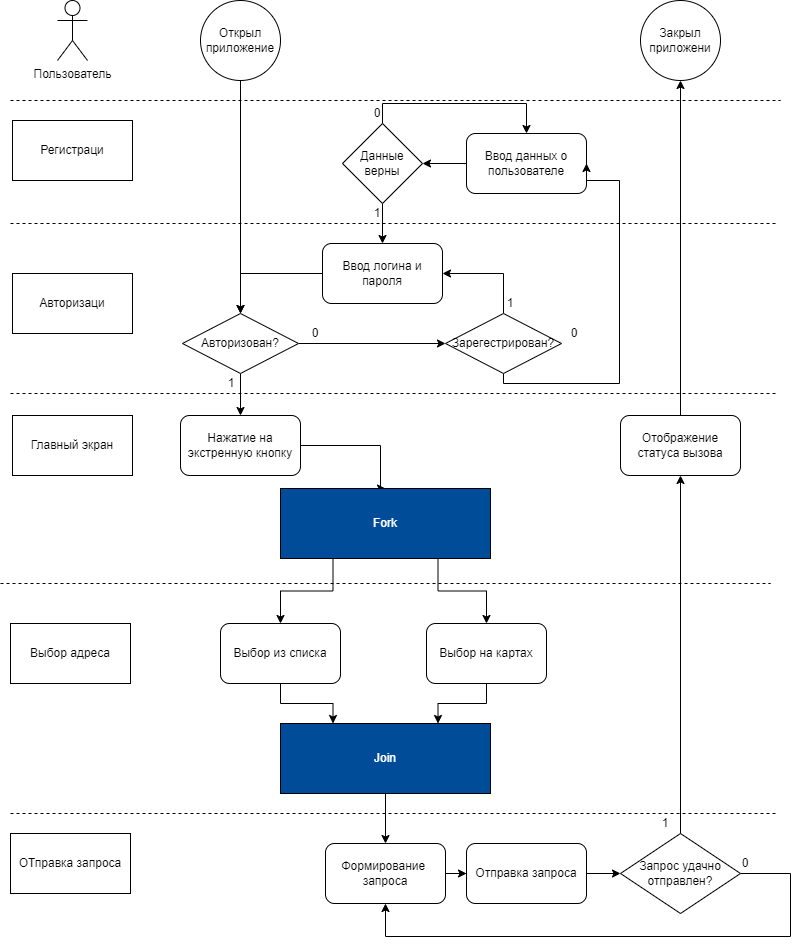 Открыл
приложение
Закрыл
приложени
Пользователь
0
Регистраци
Данные
верны
Ввод данных о
пользователе
1
Ввод логина и
пароля
Авторизаци
1
0
0
Авторизован?
Зарегестрирован?
1
Главный экран
Нажатие на
экстренную кнопку
Отображение
статуса вызова
Fork
Выбор адреса
Выбор из списка
Выбор на картах
Join
1
ОТправка запроса
Формирование
запроса
Отправка запроса
Запрос удачно
отправлен?
0